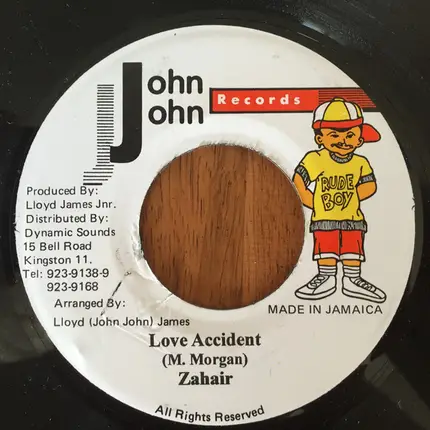 John
John
Records
RUDE
BOY
Produced By:
Lloyd James Jnr.
Distributed By:
Dynamic Sounds
15 Bell Road
Kingston 11.
Tel: 923-9138-9
923-9168
Arranged By:
Lloyd (John John) James
MADE IN JAMAICA
Love Accident
(M. Morgan)
Zahair
All Rights Reserved